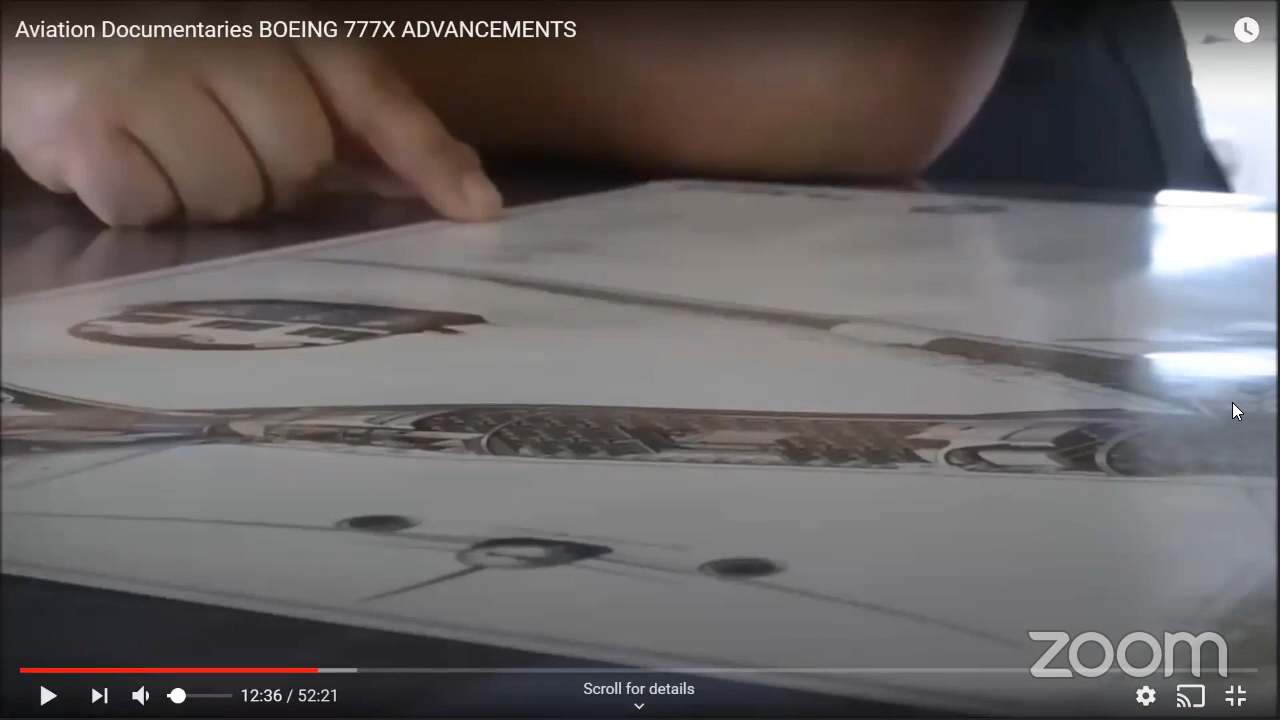 Aviation Documentaries BOEING 777X ADVANCEMENTS
12:36 / 52:21
Scroll for details
zoom